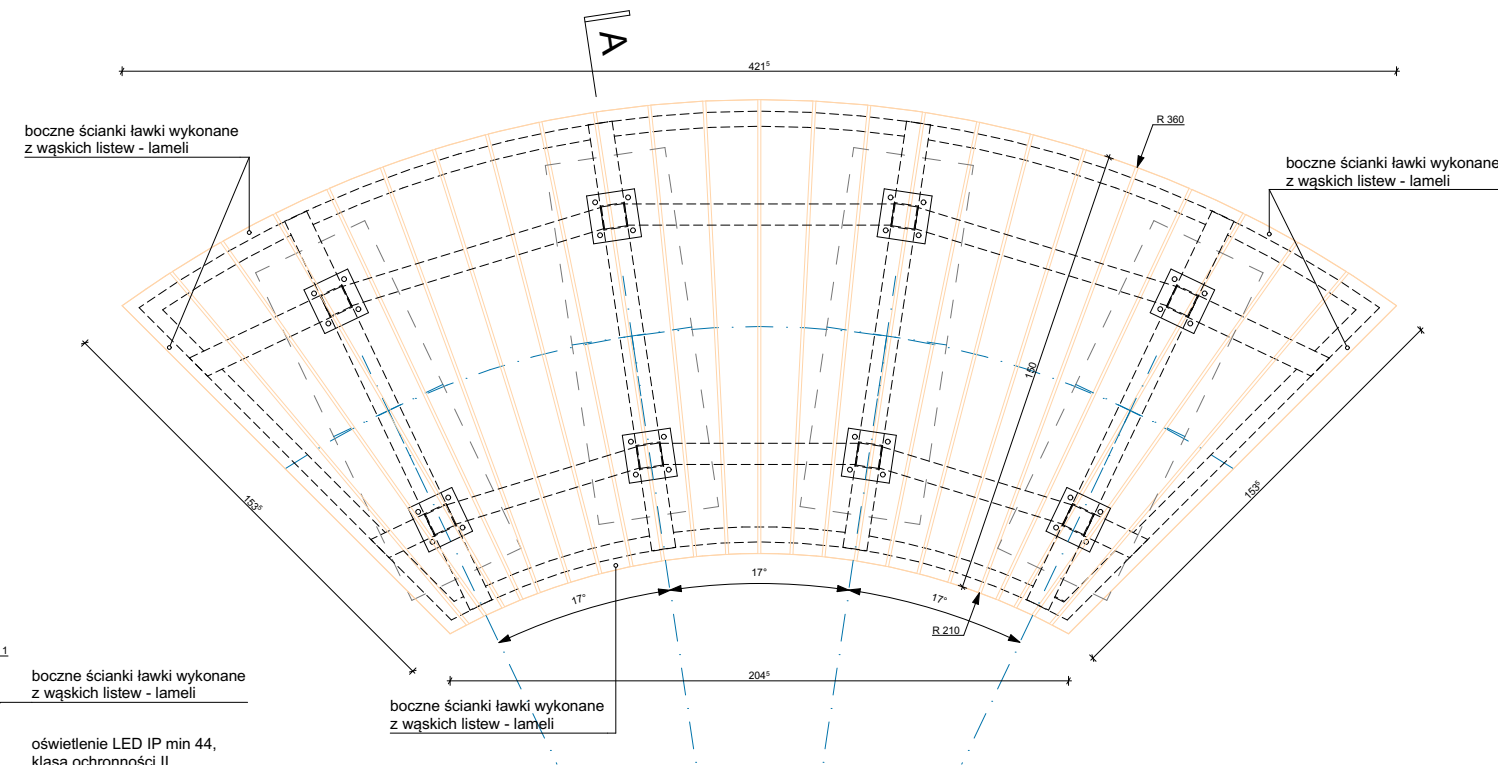 A
421⁵
boczne ścianki ławki wykonane
z wąskich listew - lameli
R 360
boczne ścianki ławki wykonane
z wąskich listew - lameli
150
153⁵
153⁵
17°
17°
17°
R 210
1
boczne ścianki ławki wykonane
z wąskich listew - lameli
204⁵
boczne ścianki ławki wykonane
z wąskich listew - lameli
oświetlenie LED IP min 44,
klasa ochronności II